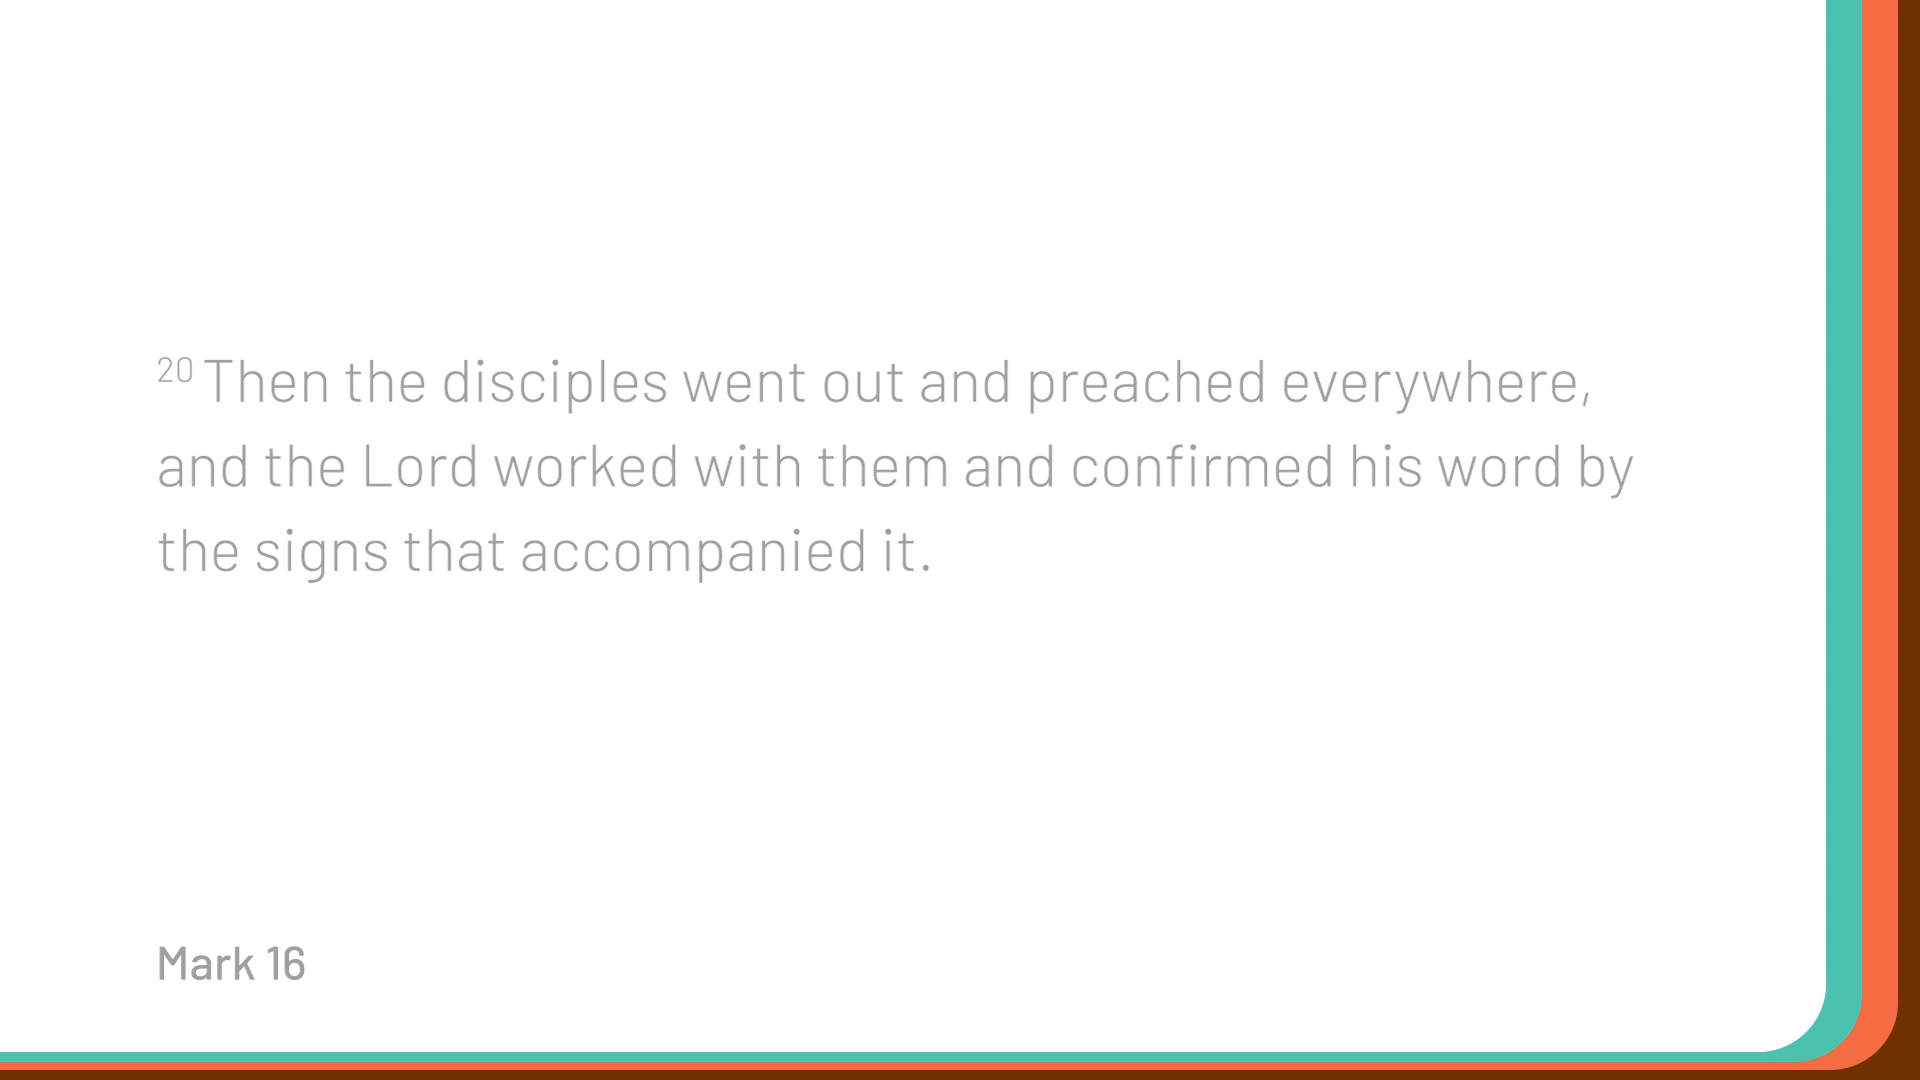 20 Then the disciples went out and preached everywhere,
and the Lord worked with them and confirmed his word by
the signs that accompanied it.
Mark 16